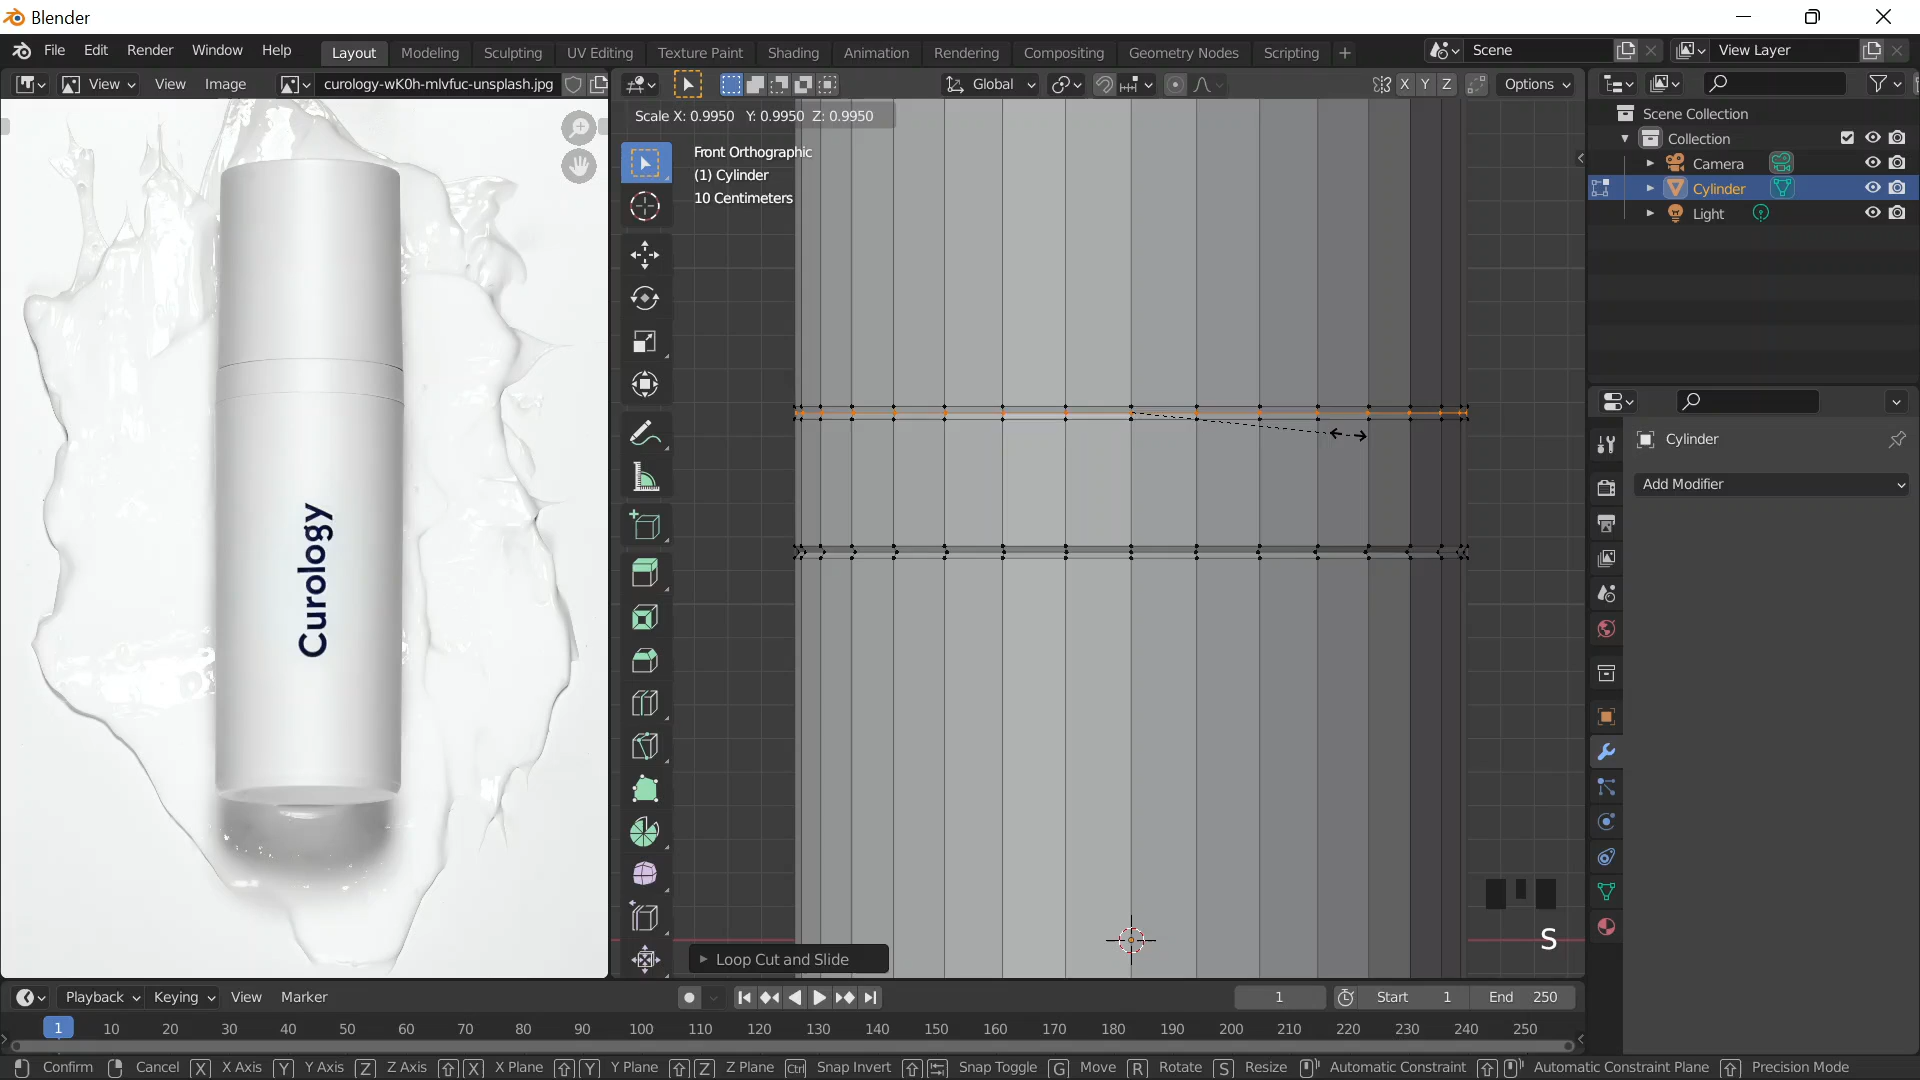 Blender
File Edit Render Window Help Layout Modeling Sculpting UV Editing Texture Paint Shading Animation Rendering Compositing Geometry Nodes Scripting + Scene View Layer
View View Image curology-wK0h-mlvfuc-unsplash.jpg Global X Y Z Options
Scale X: 0.9950 Y: 0.9950 Z: 0.9950
Front Orthographic
(1) Cylinder
10 Centimeters
Scene Collection
Collection
Camera
Cylinder
Light
Cylinder
Add Modifier
Curology
S
Loop Cut and Slide
Playback Keying View Marker 1 Start 1 End 250
1 10 20 30 40 50 60 70 80 90 100 110 120 130 140 150 160 170 180 190 200 210 220 230 240 250
Confirm Cancel X X Axis Y Y Axis Z Z Axis X X Plane Y Y Plane Z Z Plane Ctrl Snap Invert Snap Toggle G Move R Rotate S Resize Automatic Constraint Automatic Constraint Plane Precision Mode